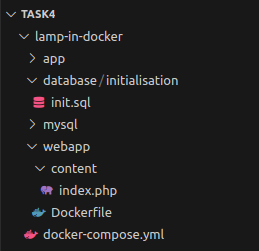 TASK4
lamp-in-docker
app
database/initialisation
init.sql
mysql
webapp
content
index.php
Dockerfile
docker-compose.yml